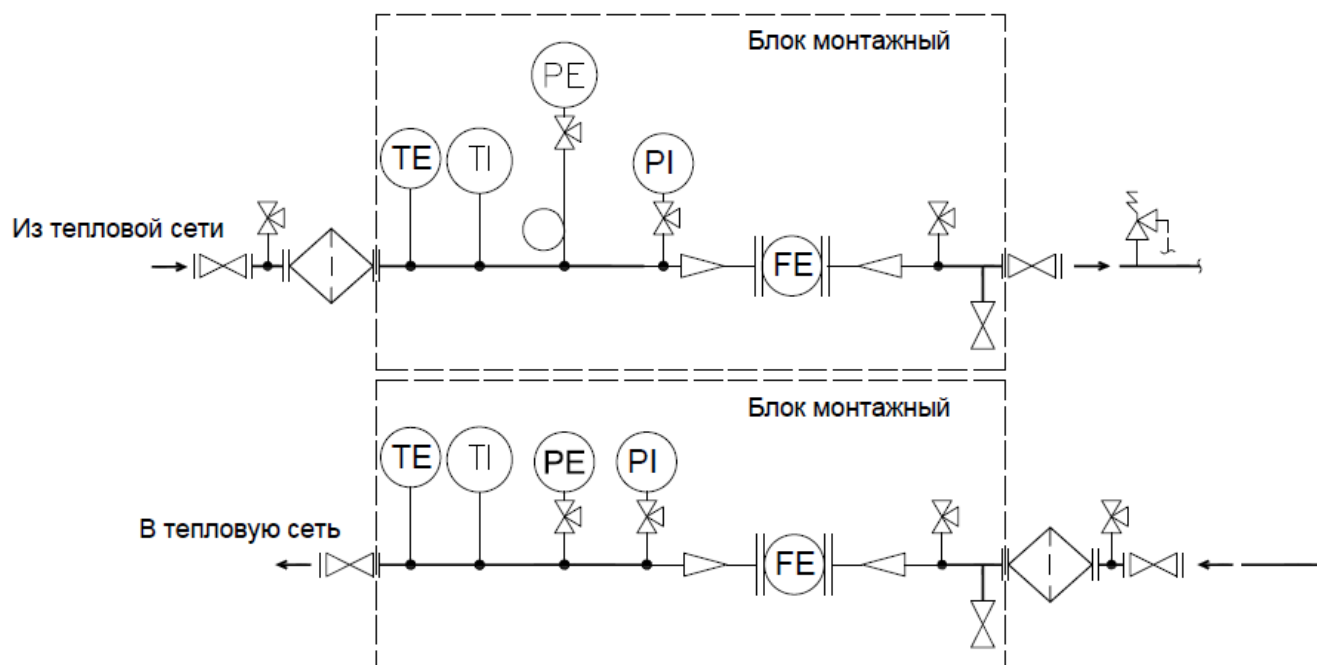 Блок монтажный
PE
TE
TI
PI
Из тепловой сети
FE
Блок монтажный
TE
TI
PE
PI
В тепловую сеть
FE